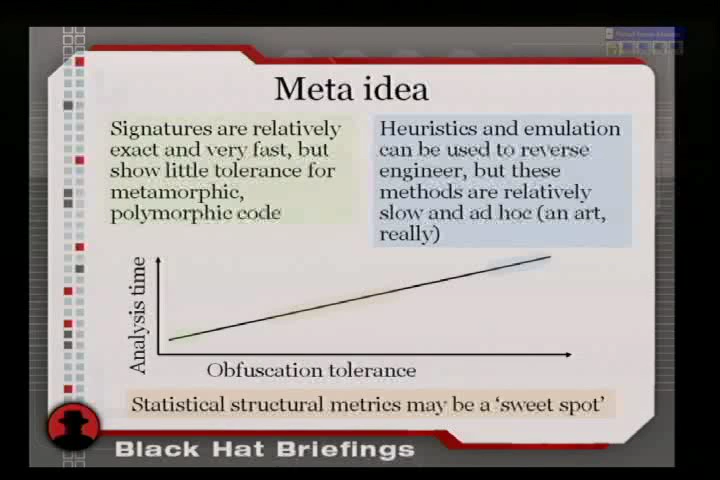 Meta idea
Signatures are relatively
exact and very fast, but
show little tolerance for
metamorphic,
polymorphic code
Heuristics and emulation
can be used to reverse
engineer, but these
methods are relatively
slow and ad hoc (an art,
really)
Analysis time
Obfuscation tolerance
Statistical structural metrics may be a 'sweet spot'
Black Hat Briefings